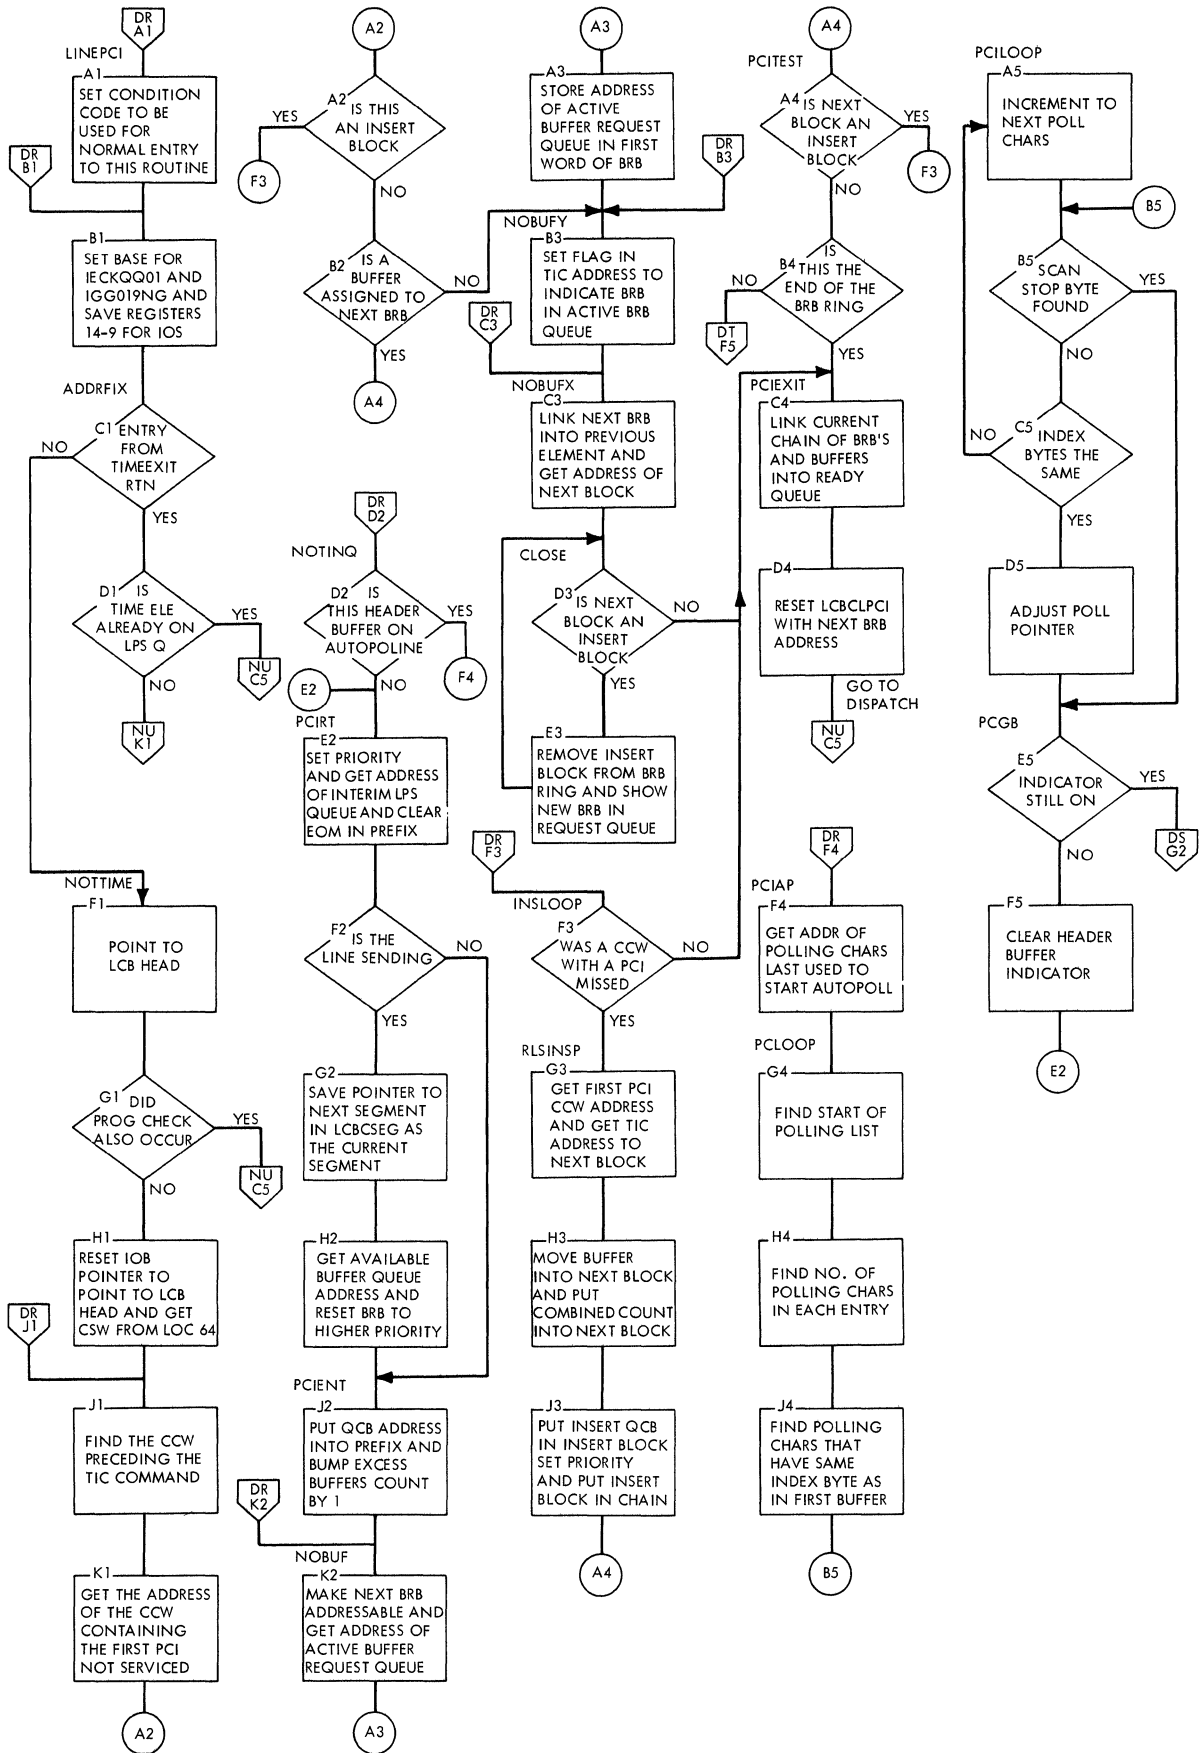 DR
A1
LINEPCI
A1
SET CONDITION
CODE TO BE
USED FOR
NORMAL ENTRY
TO THIS ROUTINE
DR
B1
B1
SET BASE FOR
IECKQQ01 AND
IGG019NG AND
SAVE REGISTERS
14-9 FOR IOS
ADDRFIX
C1 ENTRY
FROM
TIMEEXIT
RTN
NO
YES
D1 IS
TIME ELE
ALREADY ON
LPS Q
YES
NU
C5
NO
NU
K1
NOTTIME
F1
POINT TO
LCB HEAD
G1 DID
PROG CHECK
ALSO OCCUR
YES
NU
C5
NO
H1
RESET IOB
POINTER TO
POINT TO LCB
HEAD AND GET
CSW FROM LOC 64
DR
J1
J1
FIND THE CCW
PRECEDING THE
TIC COMMAND
K1
GET THE ADDRESS
OF THE CCW
CONTAINING
THE FIRST PCI
NOT SERVICED
A2
A2
A2 IS THIS
AN INSERT
BLOCK
YES
F3
NO
B2 IS A
BUFFER
ASSIGNED TO
NEXT BRB
NO
YES
A4
DR
D2
NOTINQ
D2 IS
THIS HEADER
BUFFER ON
AUTOPOLINE
YES
F4
NO
E2
PCIRT
E2
SET PRIORITY
AND GET ADDRESS
OF INTERIM LPS
QUEUE AND CLEAR
EOM IN PREFIX
F2 IS THE
LINE SENDING
NO
YES
G2
SAVE POINTER TO
NEXT SEGMENT
IN LCBCSEG AS
THE CURRENT
SEGMENT
H2
GET AVAILABLE
BUFFER QUEUE
ADDRESS AND
RESET BRB TO
HIGHER PRIORITY
PCIENT
J2
PUT QCB ADDRESS
INTO PREFIX AND
BUMP EXCESS
BUFFERS COUNT
BY 1
DR
K2
NOBUF
K2
MAKE NEXT BRB
ADDRESSABLE AND
GET ADDRESS OF
ACTIVE BUFFER
REQUEST QUEUE
A3
A3
A3
STORE ADDRESS
OF ACTIVE
BUFFER REQUEST
QUEUE IN FIRST
WORD OF BRB
DR
B3
NOBUFY
B3
SET FLAG IN
TIC ADDRESS TO
INDICATE BRB
IN ACTIVE BRB
QUEUE
DR
C3
NOBUFX
C3
LINK NEXT BRB
INTO PREVIOUS
ELEMENT AND
GET ADDRESS OF
NEXT BLOCK
CLOSE
D3 IS NEXT
BLOCK AN
INSERT
BLOCK
NO
YES
E3
REMOVE INSERT
BLOCK FROM BRB
RING AND SHOW
NEW BRB IN
REQUEST QUEUE
DR
F3
INSLOOP
F3
WAS A CCW
WITH A PCI
MISSED
NO
YES
RLSINSP
G3
GET FIRST PCI
CCW ADDRESS
AND GET TIC
ADDRESS TO
NEXT BLOCK
H3
MOVE BUFFER
INTO NEXT BLOCK
AND PUT
COMBINED COUNT
INTO NEXT BLOCK
J3
PUT INSERT QCB
IN INSERT BLOCK
SET PRIORITY
AND PUT INSERT
BLOCK IN CHAIN
A4
A4
PCITEST
A4 IS NEXT
BLOCK AN
INSERT
BLOCK
YES
F3
NO
IS
B4 THIS THE
END OF THE
BRB RING
NO
DT
F5
YES
PCIEXIT
C4
LINK CURRENT
CHAIN OF BRB'S
AND BUFFERS
INTO READY
QUEUE
D4
RESET LCBCLPCI
WITH NEXT BRB
ADDRESS
GO TO
DISPATCH
NU
C5
DR
F4
PCIAP
F4
GET ADDR OF
POLLING CHARS
LAST USED TO
START AUTOPOLL
PCLOOP
G4
FIND START OF
POLLING LIST
H4
FIND NO. OF
POLLING CHARS
IN EACH ENTRY
J4
FIND POLLING
CHARS THAT
HAVE SAME
INDEX BYTE AS
IN FIRST BUFFER
B5
PCILOOP
A5
INCREMENT TO
NEXT POLL
CHARS
B5
B5
SCAN
STOP BYTE
FOUND
YES
NO
C5
INDEX
BYTES THE
SAME
NO
YES
D5
ADJUST POLL
POINTER
PCGB
E5
INDICATOR
STILL ON
YES
DS
G2
NO
F5
CLEAR HEADER
BUFFER
INDICATOR
E2